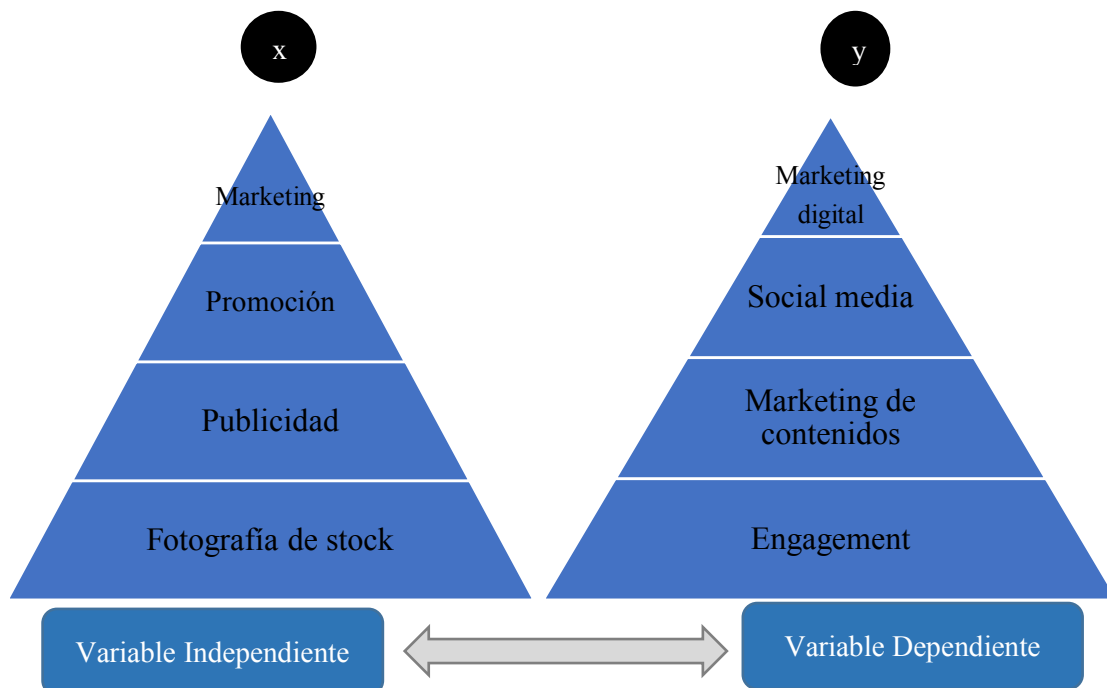 x
Marketing
Promoción
Publicidad
Fotografía de stock
Variable Independiente
y
Marketing
digital
Social media
Marketing de
contenidos
Engagement
Variable Dependiente